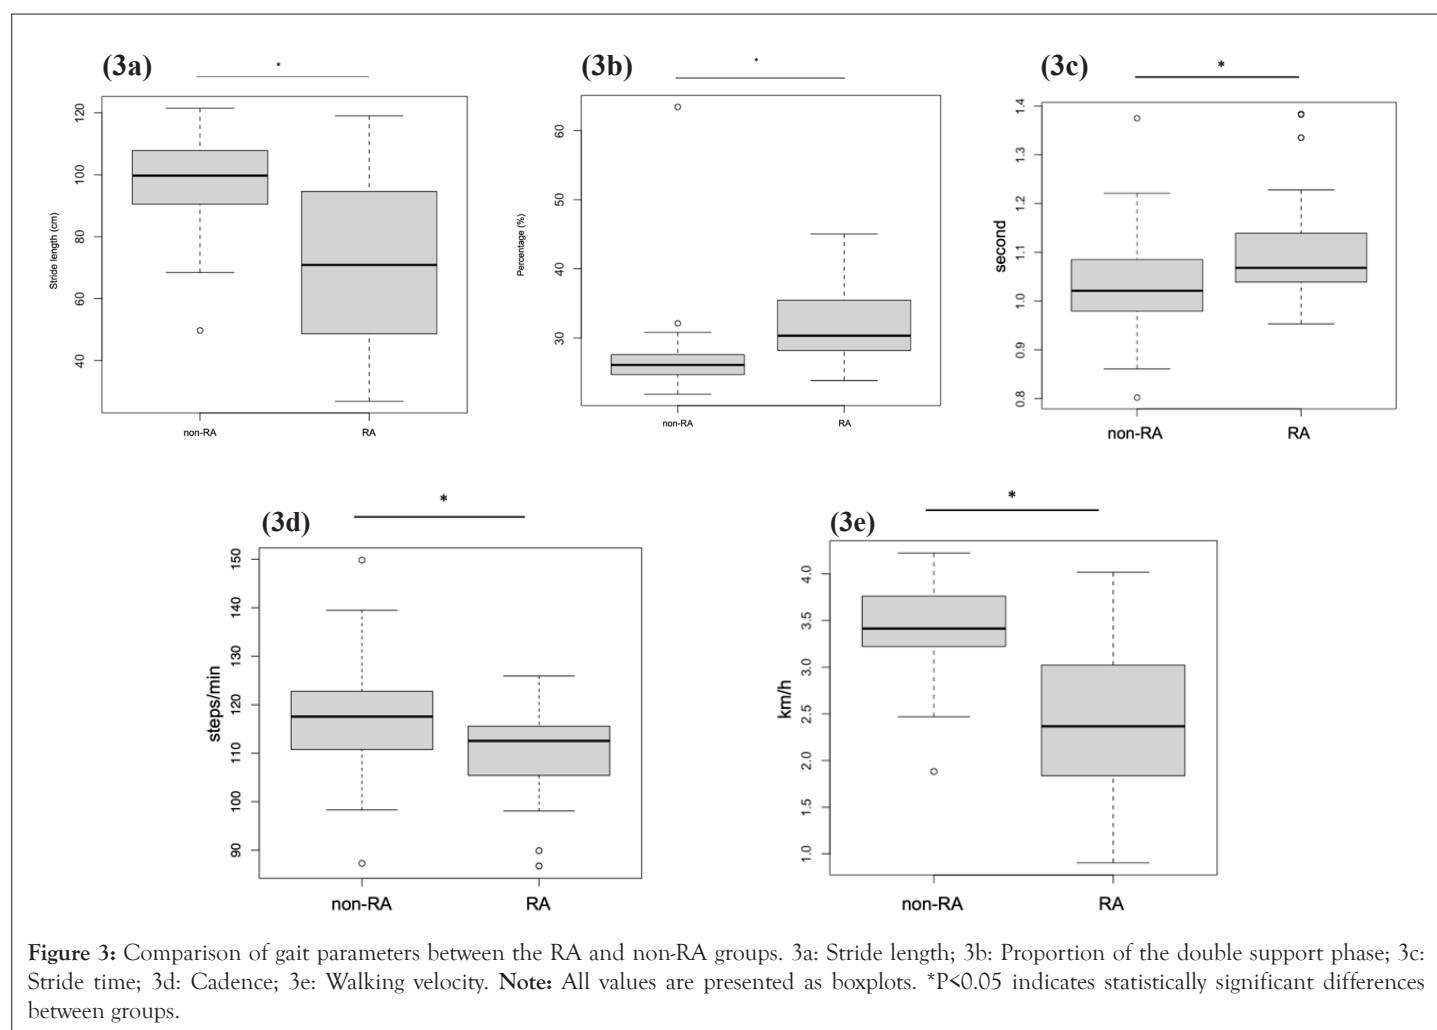 (3a)
*
120
100
80
60
40
Stride length (cm)
non-RA
RA
(3b)
*
60
50
40
30
Percentage (%)
non-RA
RA
(3c)
*
1.4
1.3
1.2
1.1
1.0
0.9
0.8
second
non-RA
RA
(3d)
*
150
140
130
120
110
100
90
steps/min
non-RA
RA
(3e)
*
4.0
3.5
3.0
2.5
2.0
1.5
1.0
km/h
non-RA
RA
Figure 3: Comparison of gait parameters between the RA and non-RA groups. 3a: Stride length; 3b: Proportion of the double support phase; 3c:
Stride time; 3d: Cadence; 3e: Walking velocity. Note: All values are presented as boxplots. *P<0.05 indicates statistically significant differences
between groups.